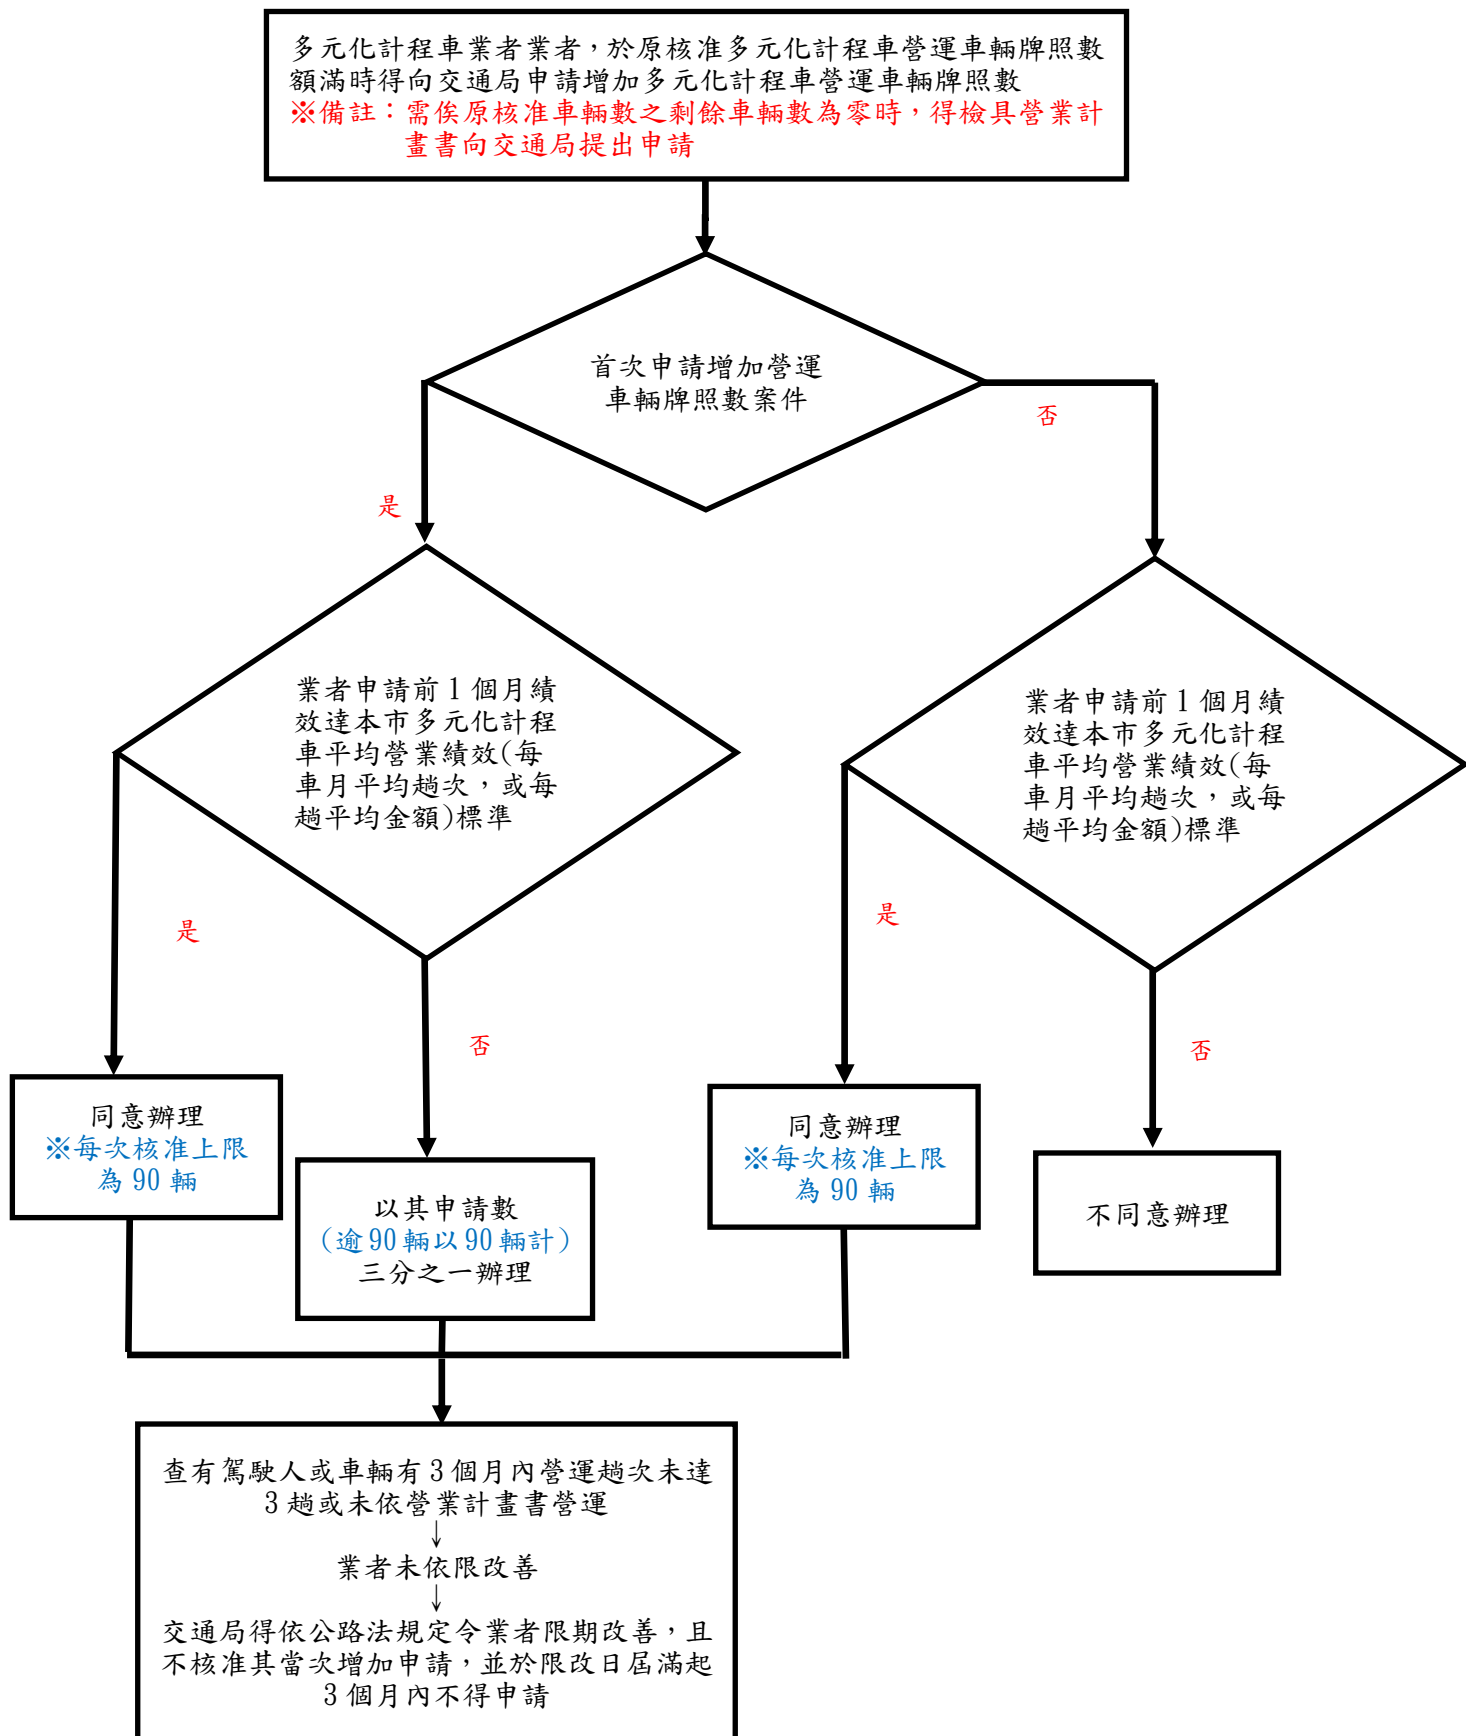 多元化計程車業者業者，於原核准多元化計程車營運車輛牌照數
額滿時得向交通局申請增加多元化計程車營運車輛牌照數
※備註：需俟原核准車輛數之剩餘車輛數為零時，得檢具營業計
畫書向交通局提出申請
首次申請增加營運
車輛牌照數案件
否
是
業者申請前1個月績
效達本市多元化計程
車平均營業績效(每
車月平均趟次，或每
趟平均金額)標準
業者申請前1個月績
效達本市多元化計程
車平均營業績效(每
車月平均趟次，或每
趟平均金額)標準
是
否
是
否
同意辦理
※每次核准上限
為90輛
以其申請數
(逾90輛以90輛計)
三分之一辦理
同意辦理
※每次核准上限
為90輛
不同意辦理
查有駕駛人或車輛有3個月內營運趟次未達
3趟或未依營業計畫書營運
↓
業者未依限改善
↓
交通局得依公路法規定令業者限期改善，且
不核准其當次增加申請，並於限改日屆滿起
3個月內不得申請